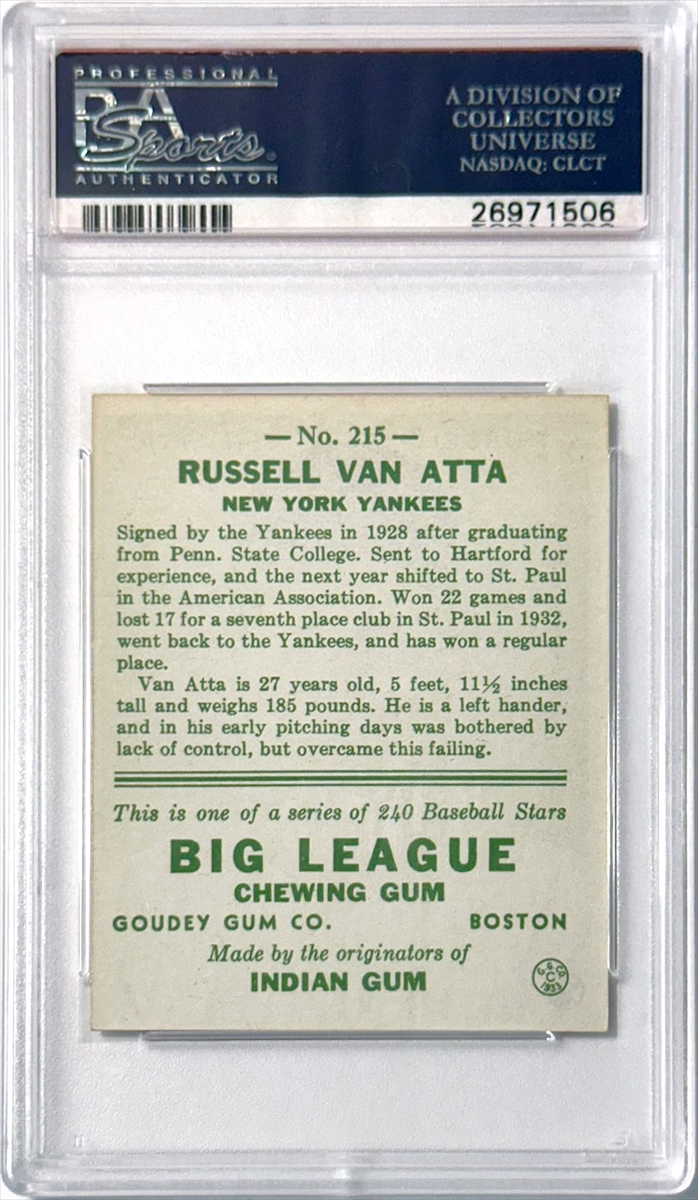 PROFESSIONAL
PSA
Sports
AUTHENTICATOR
A DIVISION OF
COLLECTORS
UNIVERSE
NASDAQ: CLCT
26971506
— No. 215 —
RUSSELL VAN ATTA
NEW YORK YANKEES
Signed by the Yankees in 1928 after graduating
from Penn. State College. Sent to Hartford for
experience, and the next year shifted to St. Paul
in the American Association. Won 22 games and
lost 17 for a seventh place club in St. Paul in 1932,
went back to the Yankees, and has won a regular
place.
Van Atta is 27 years old, 5 feet, 11½ inches
tall and weighs 185 pounds. He is a left hander,
and in his early pitching days was bothered by
lack of control, but overcame this failing.
This is one of a series of 240 Baseball Stars
BIG LEAGUE
CHEWING GUM
GOUDEY GUM CO. BOSTON
Made by the originators of
INDIAN GUM
G. G. CO.
C
1933